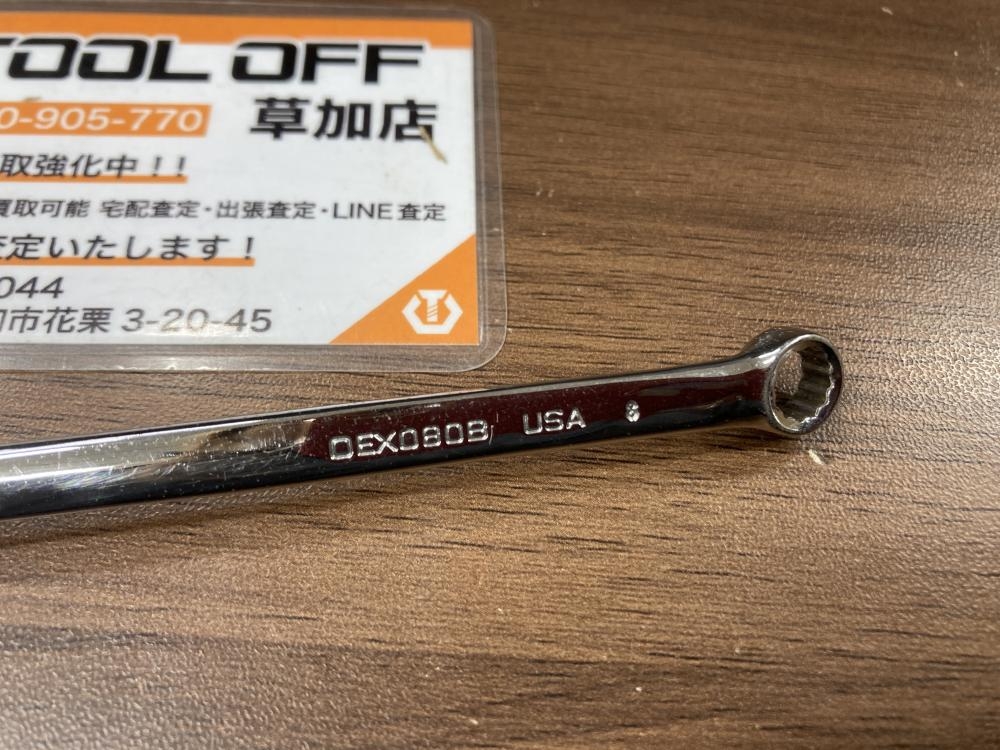 TOOL OFF
0-905-770 草加店
取強化中!!
買取可能 宅配査定・出張査定・LINE査定
査定いたします!
044
市花栗 3-20-45
OEX080B USA